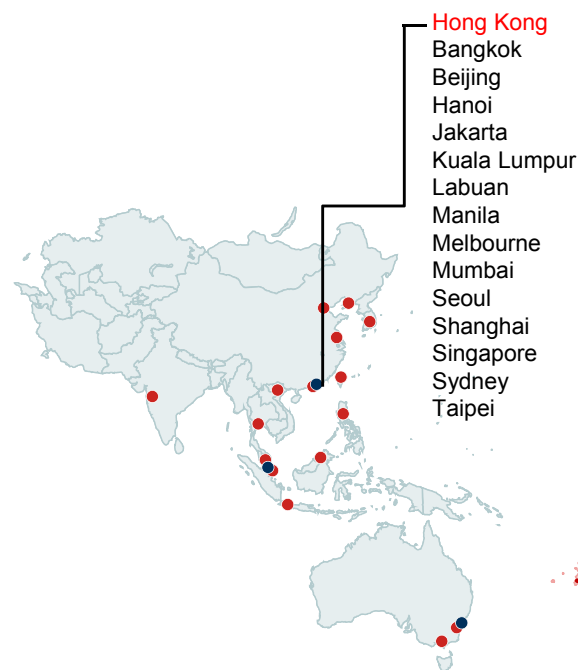 Hong Kong
Bangkok
Beijing
Hanoi
Jakarta
Kuala Lumpur
Labuan
Manila
Melbourne
Mumbai
Seoul
Shanghai
Singapore
Sydney
Taipei